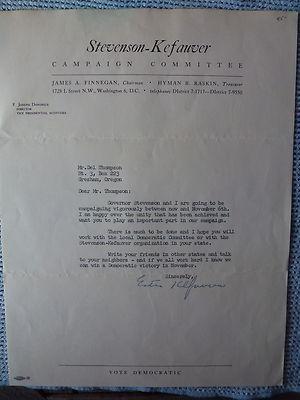 Stevenson-Kefauver
CAMPAIGN COMMITTEE
JAMES A. FINNEGAN, Chairman • HYMAN B. RASKIN, Treasurer
1728 L Street N.W., Washington 6, D.C. • telephone: District 7-1717—District 7-9550
F. JOSEPH DONOHUE
DIRECTOR
VICE PRESIDENTIAL ACTIVITIES
Mr. Del Thompson
Rt. 3, Box 223
Gresham, Oregon
Dear Mr. Thompson:
Governor Stevenson and I are going to be
campaigning vigorously between now and November 6th.
I am happy over the unity that has been achieved and
want you to play an important part in our campaign.
There is much to be done and I hope you will
work with the Local Democratic Committee or with the
Stevenson-Kefauver organization in your state.
Write your friends in other states and talk
to your neighbors - and if we all work hard I know we
can win a Democratic victory in November.
Sincerely,
Estes Kefauver
VOTE DEMOCRATIC